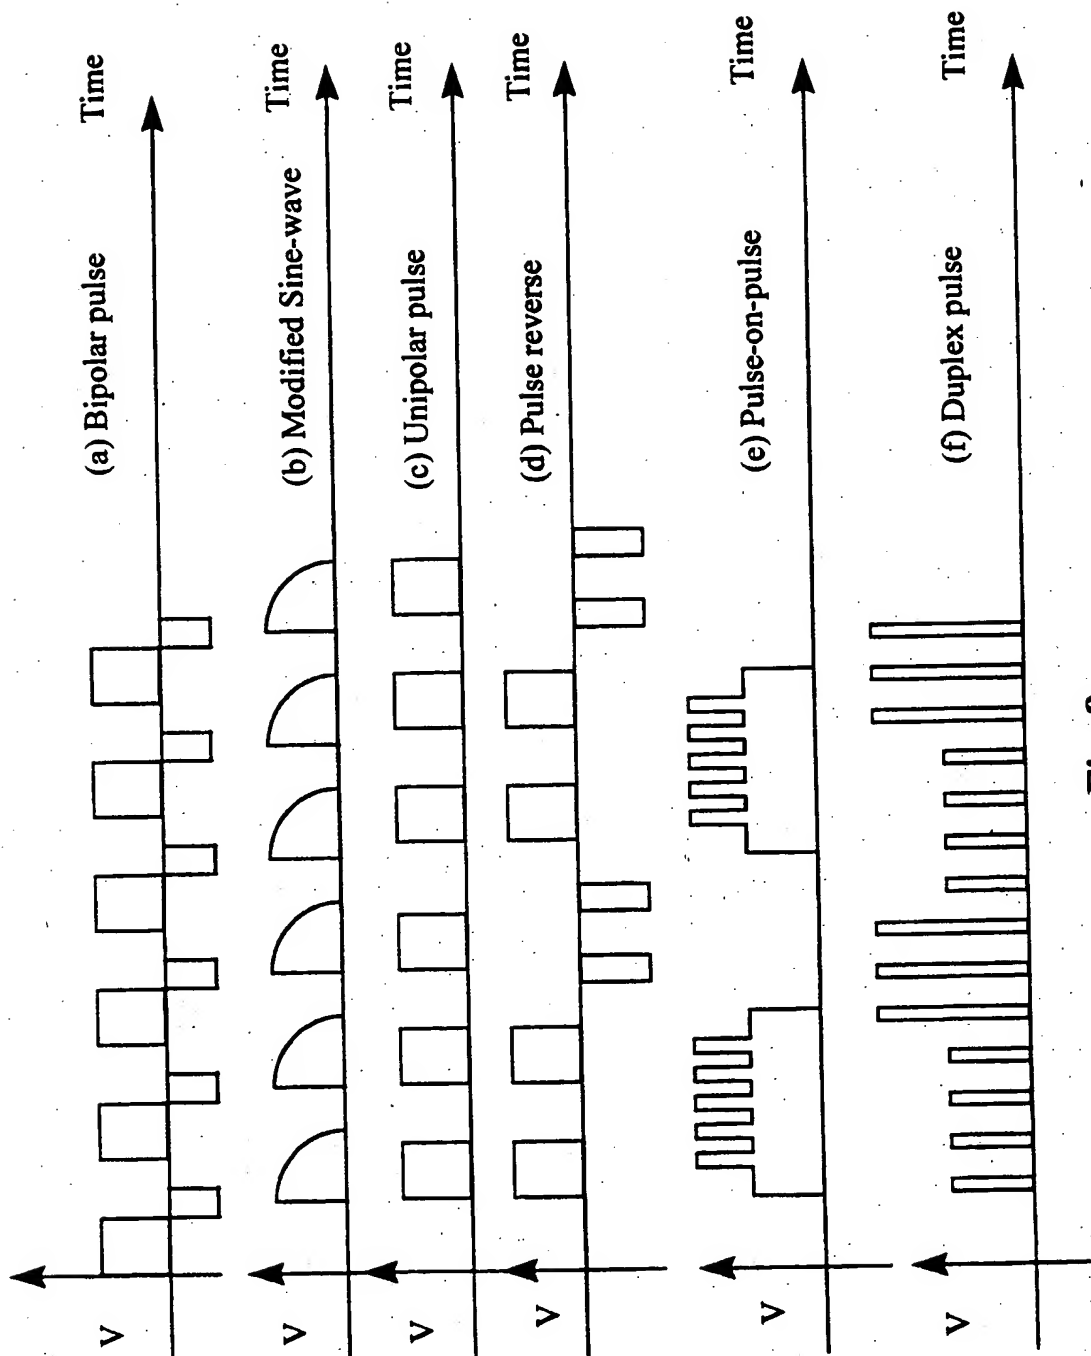 (a) Bipolar pulse
Time
V
(b) Modified Sine-wave
Time
V
(c) Unipolar pulse
Time
(d) Pulse reverse
Time
V
(e) Pulse-on-pulse
Time
V
(f) Duplex pulse
Time
V